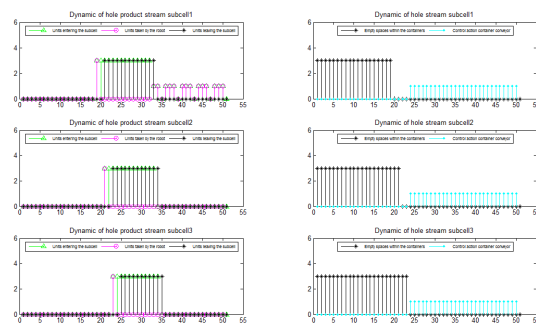 Dynamic of hole product stream subcell1
Units entering the subcell Units taken by the robot Units leaving the subcell
6
4
2
0
0 5 10 15 20 25 30 35 40 45 50 55
Dynamic of hole stream subcell1
Empty spaces within the containers Control action container conveyor
6
4
2
0
0 5 10 15 20 25 30 35 40 45 50 55
Dynamic of hole product stream subcell2
Units entering the subcell Units taken by the robot Units leaving the subcell
6
4
2
0
0 5 10 15 20 25 30 35 40 45 50 55
Dynamic of hole stream subcell2
Empty spaces within the containers Control action container conveyor
6
4
2
0
0 5 10 15 20 25 30 35 40 45 50 55
Dynamic of hole product stream subcell3
Units entering the subcell Units taken by the robot Units leaving the subcell
6
4
2
0
0 5 10 15 20 25 30 35 40 45 50 55
Dynamic of hole stream subcell3
Empty spaces within the containers Control action container conveyor
6
4
2
0
0 5 10 15 20 25 30 35 40 45 50 55